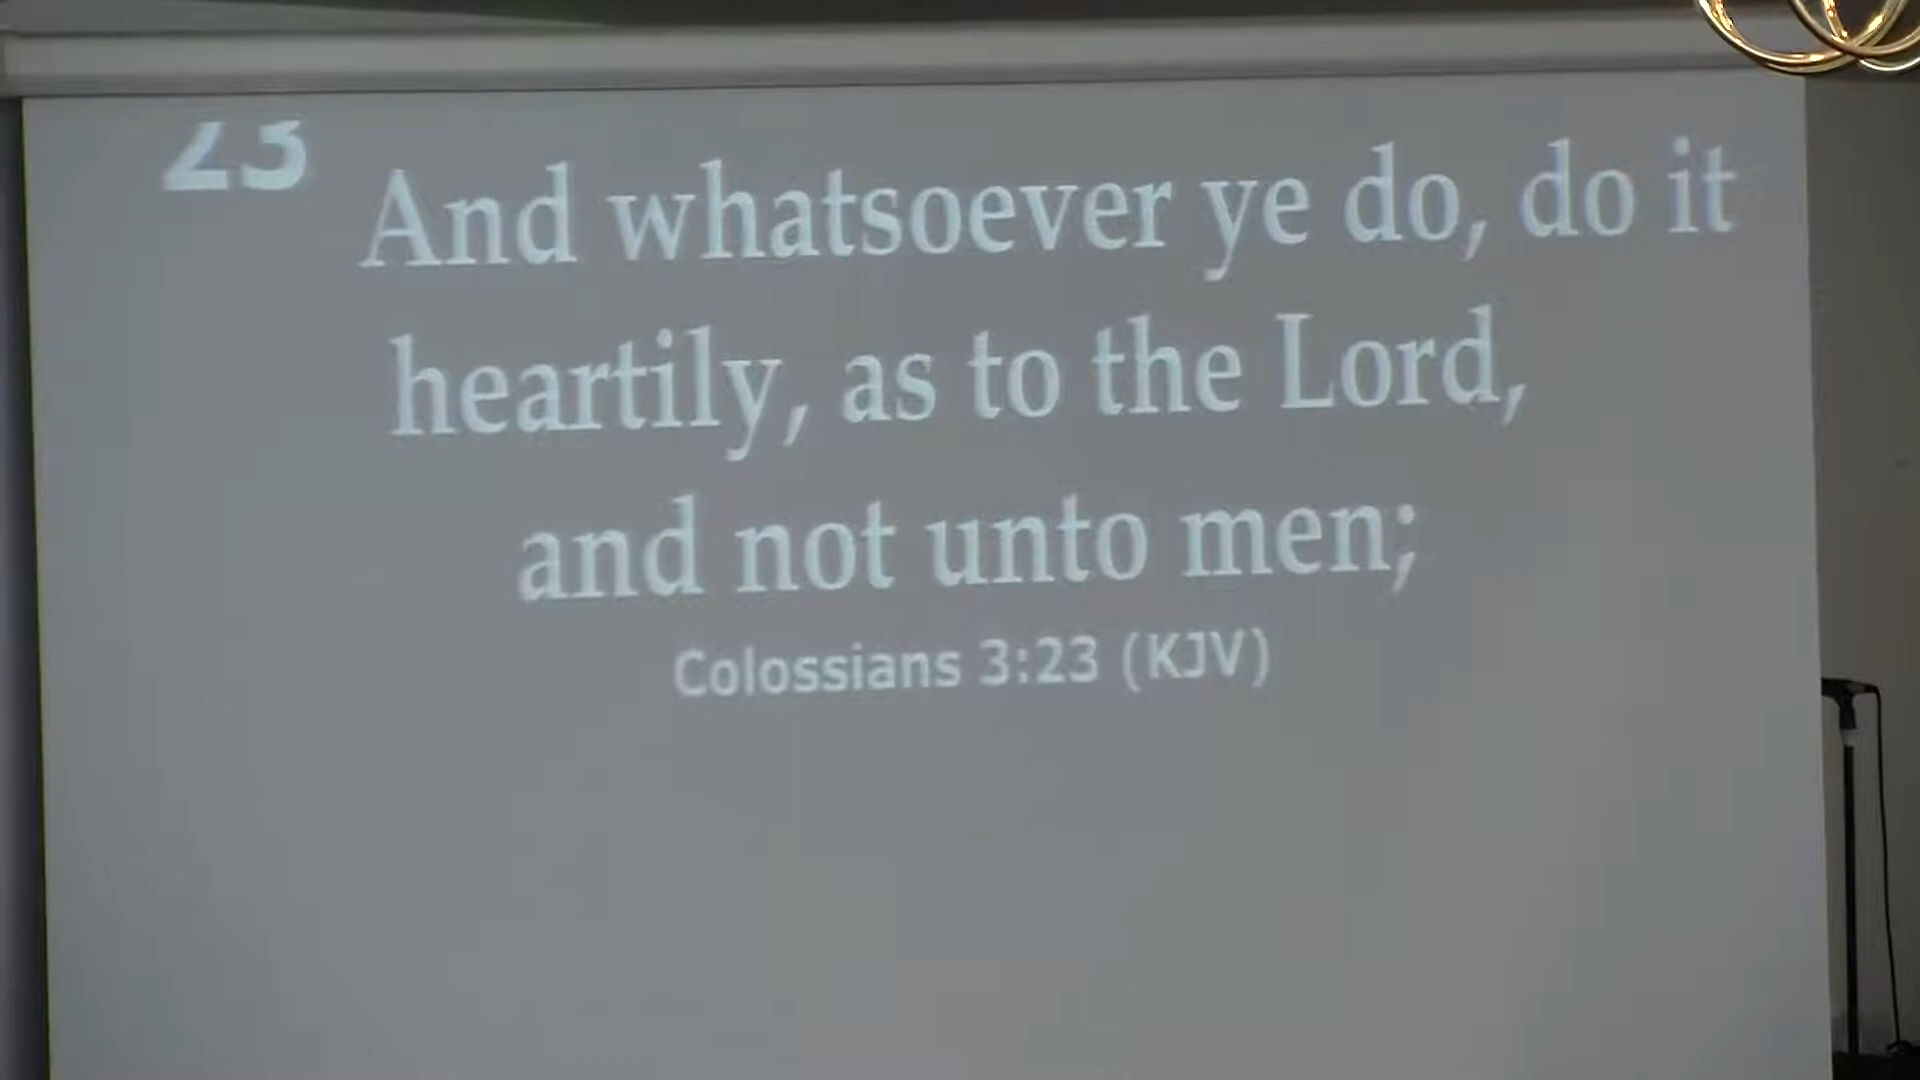 23
And whatsoever ye do, do it
heartily, as to the Lord,
and not unto men;
Colossians 3:23 (KJV)